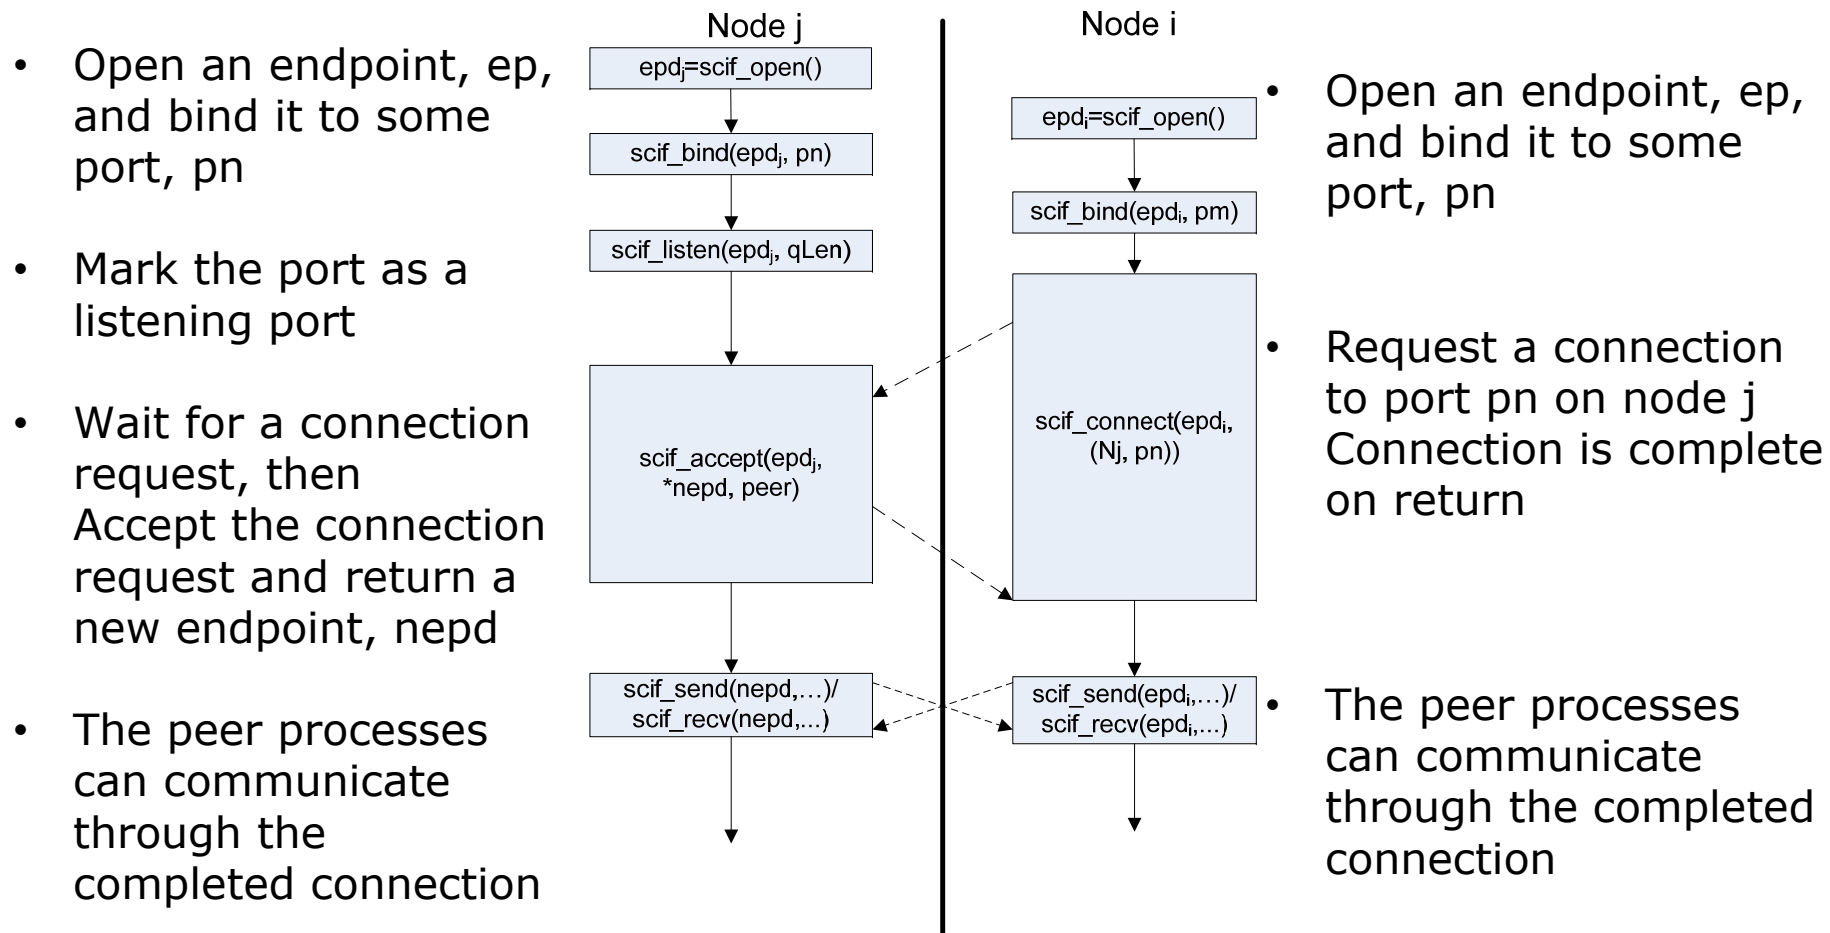 Node j
Node i
• Open an endpoint, ep,
and bind it to some
port, pn
• Mark the port as a
listening port
• Wait for a connection
request, then
Accept the connection
request and return a
new endpoint, nepd
• The peer processes
can communicate
through the
completed connection
epdj=scif_open()
scif_bind(epdj, pn)
scif_listen(epdj, qLen)
scif_accept(epdj,
*nepd, peer)
scif_send(nepd,…)/
scif_recv(nepd,...)
epdi=scif_open()
scif_bind(epdi, pm)
scif_connect(epdi,
(Nj, pn))
scif_send(epdi,…)/
scif_recv(epdi,...)
• Open an endpoint, ep,
and bind it to some
port, pn
• Request a connection
to port pn on node j
Connection is complete
on return
• The peer processes
can communicate
through the completed
connection